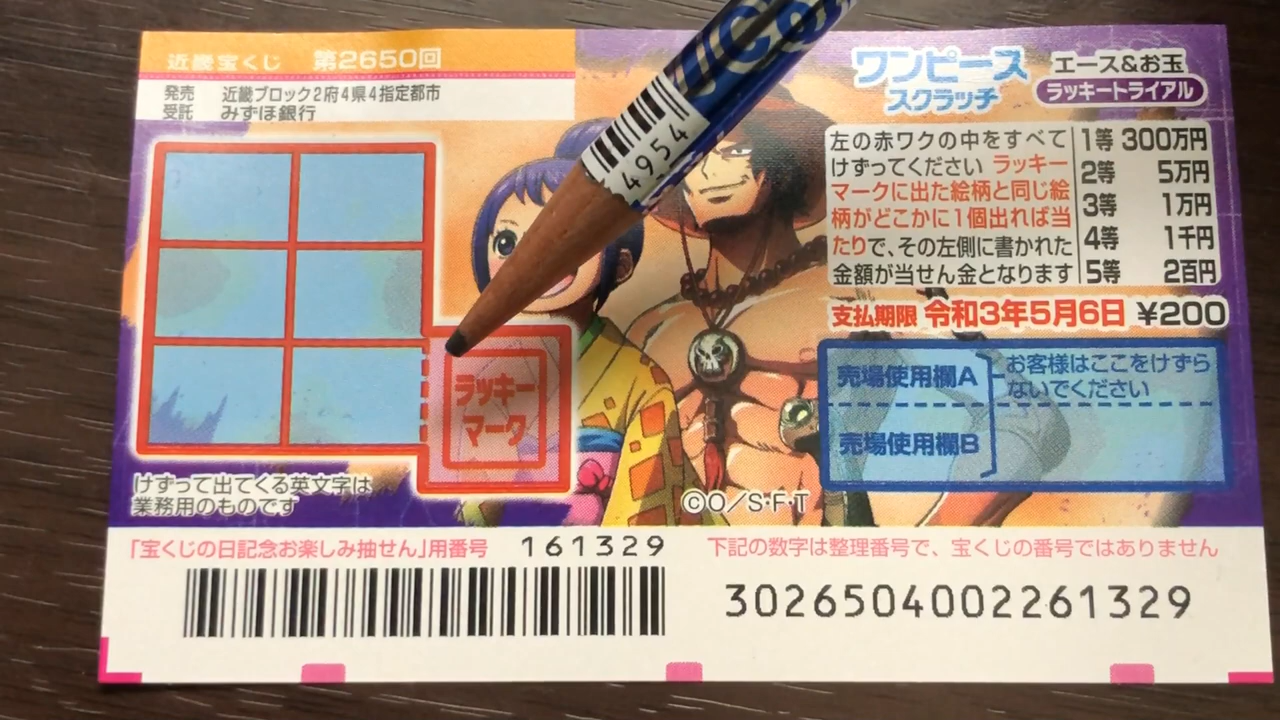 近畿宝くじ 第2650回
発売 近畿ブロック2府4県4指定都市
受託 みずほ銀行
4954
ワンピース
スクラッチ
エース&お玉
ラッキートライアル
左の赤ワクの中をすべて
けずってください ラッキー
マークに出た絵柄と同じ絵
柄がどこかに1個出れば当
たりで、その左側に書かれた
金額が当せん金となります
1等 300万円
2等 5万円
3等 1万円
4等 1千円
5等 2百円
支払期限 令和3年5月6日 ¥200
ラッキー
マーク
売場使用欄A
売場使用欄B
お客様はここをけずら
ないでください
けずって出てくる英文字は
業務用のものです
©O/S・F・T
「宝くじの日記念お楽しみ抽せん」用番号 161329
下記の数字は整理番号で、宝くじの番号ではありません
3026504002261329